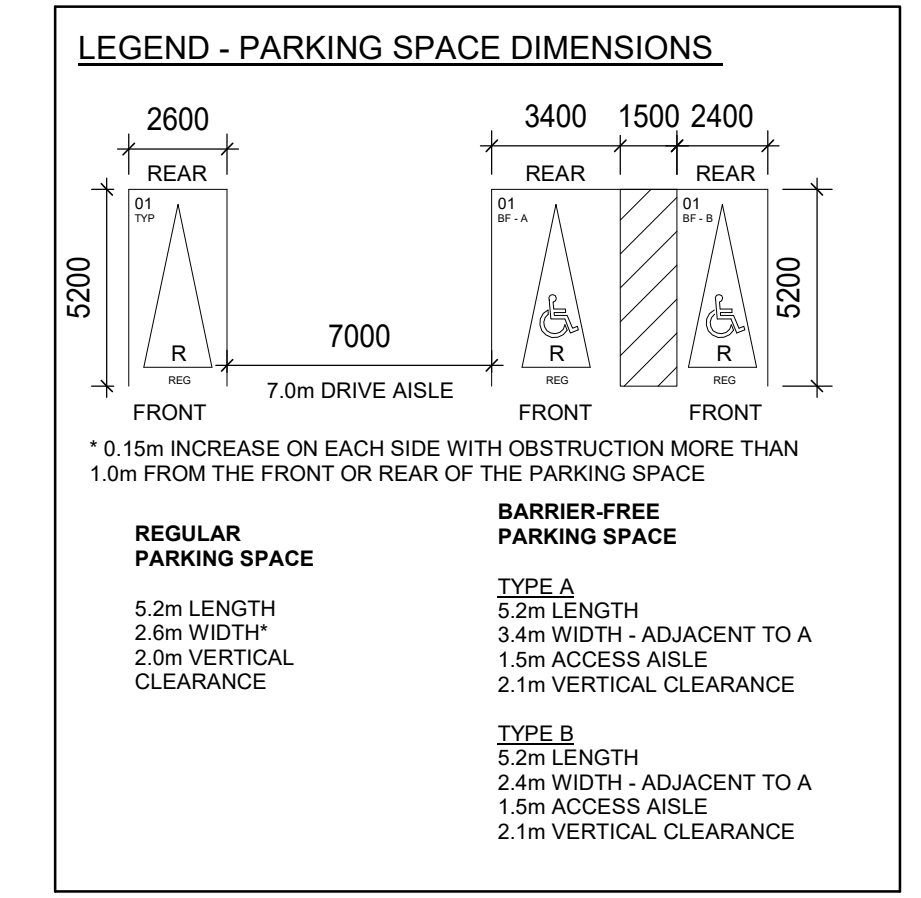 LEGEND - PARKING SPACE DIMENSIONS
2600
3400 1500 2400
REAR
REAR
REAR
01
TYP
01
BF - A
01
BF - B
5200
5200
7000
R
R
R
REG
REG
REG
7.0m DRIVE AISLE
FRONT
FRONT
FRONT
* 0.15m INCREASE ON EACH SIDE WITH OBSTRUCTION MORE THAN
1.0m FROM THE FRONT OR REAR OF THE PARKING SPACE
REGULAR
PARKING SPACE
5.2m LENGTH
2.6m WIDTH*
2.0m VERTICAL
CLEARANCE
BARRIER-FREE
PARKING SPACE
TYPE A
5.2m LENGTH
3.4m WIDTH - ADJACENT TO A
1.5m ACCESS AISLE
2.1m VERTICAL CLEARANCE
TYPE B
5.2m LENGTH
2.4m WIDTH - ADJACENT TO A
1.5m ACCESS AISLE
2.1m VERTICAL CLEARANCE